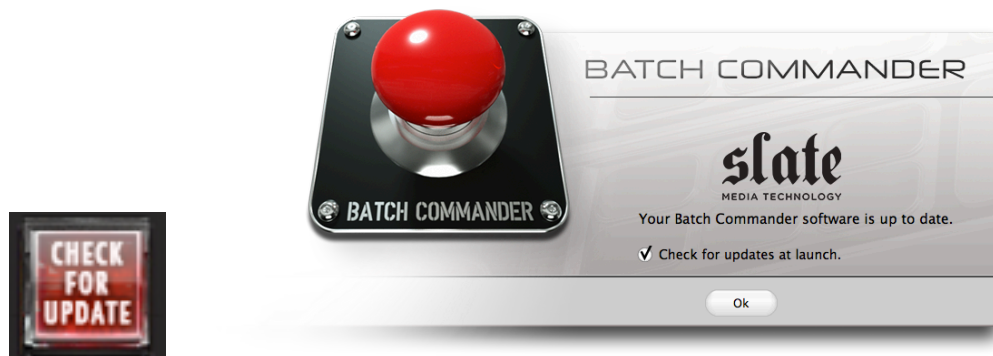 BATCH COMMANDER
BATCH COMMANDER
slate
MEDIA TECHNOLOGY
Your Batch Commander software is up to date.
Check for updates at launch.
Ok
CHECK
FOR
UPDATE